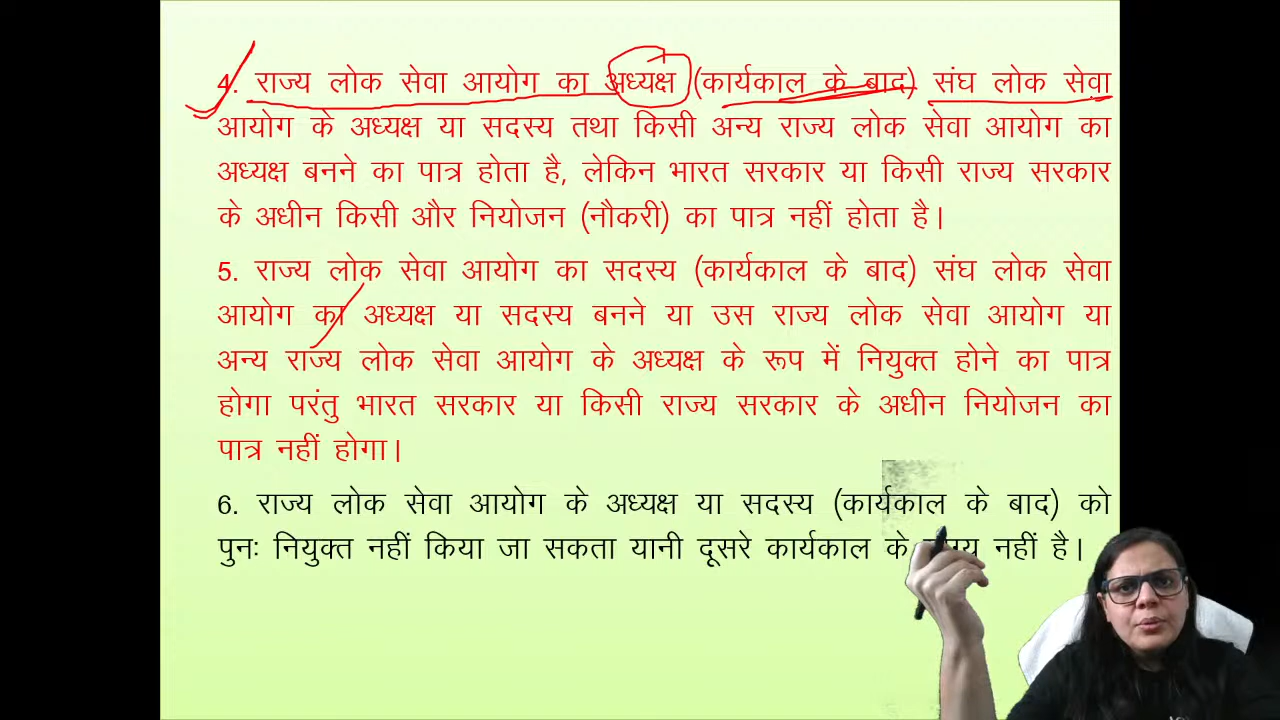 4. राज्य लोक सेवा आयोग का अध्यक्ष (कार्यकाल के बाद) संघ लोक सेवा
आयोग के अध्यक्ष या सदस्य तथा किसी अन्य राज्य लोक सेवा आयोग का
अध्यक्ष बनने का पात्र होता है, लेकिन भारत सरकार या किसी राज्य सरकार
के अधीन किसी और नियोजन (नौकरी) का पात्र नहीं होता है।
5. राज्य लोक सेवा आयोग का सदस्य (कार्यकाल के बाद) संघ लोक सेवा
आयोग का अध्यक्ष या सदस्य बनने या उस राज्य लोक सेवा आयोग या
अन्य राज्य लोक सेवा आयोग के अध्यक्ष के रूप में नियुक्त होने का पात्र
होगा परंतु भारत सरकार या किसी राज्य सरकार के अधीन नियोजन का
पात्र नहीं होगा।
6. राज्य लोक सेवा आयोग के अध्यक्ष या सदस्य (कार्यकाल के बाद) को
पुनः नियुक्त नहीं किया जा सकता यानी दूसरे कार्यकाल के नहीं है।